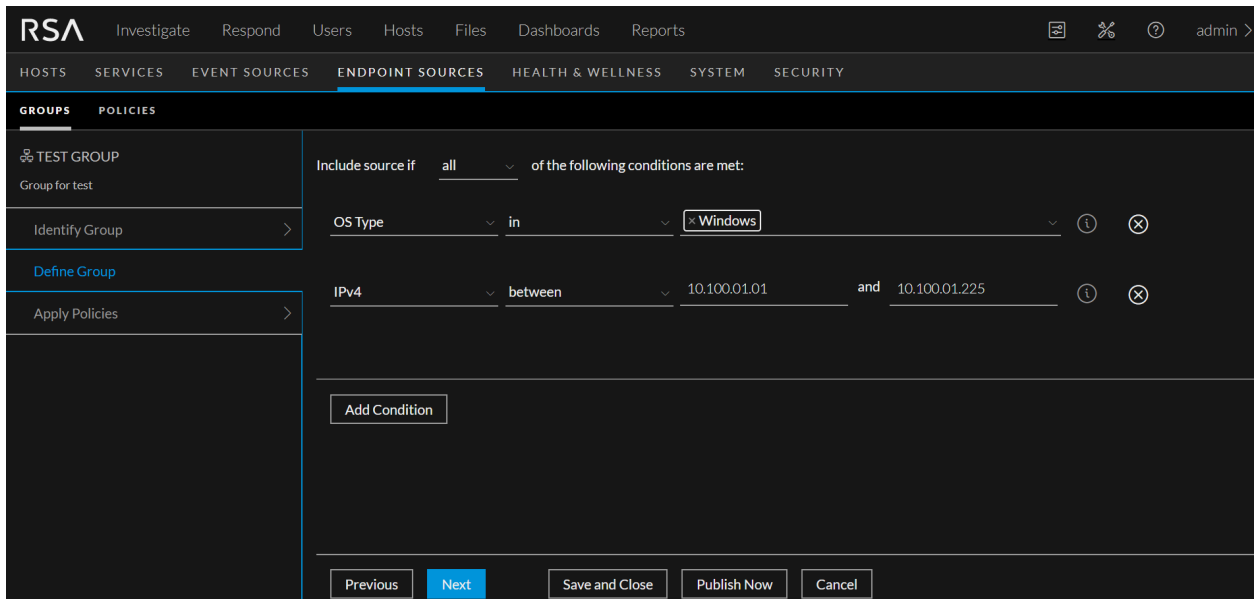 RSA Investigate Respond Users Hosts Files Dashboards Reports admin
HOSTS SERVICES EVENT SOURCES ENDPOINT SOURCES HEALTH & WELLNESS SYSTEM SECURITY
GROUPS POLICIES
TEST GROUP
Group for test
Identify Group
Define Group
Apply Policies
Include source if all of the following conditions are met:
OS Type in × Windows
IPv4 between 10.100.01.01 and 10.100.01.225
Add Condition
Previous Next Save and Close Publish Now Cancel